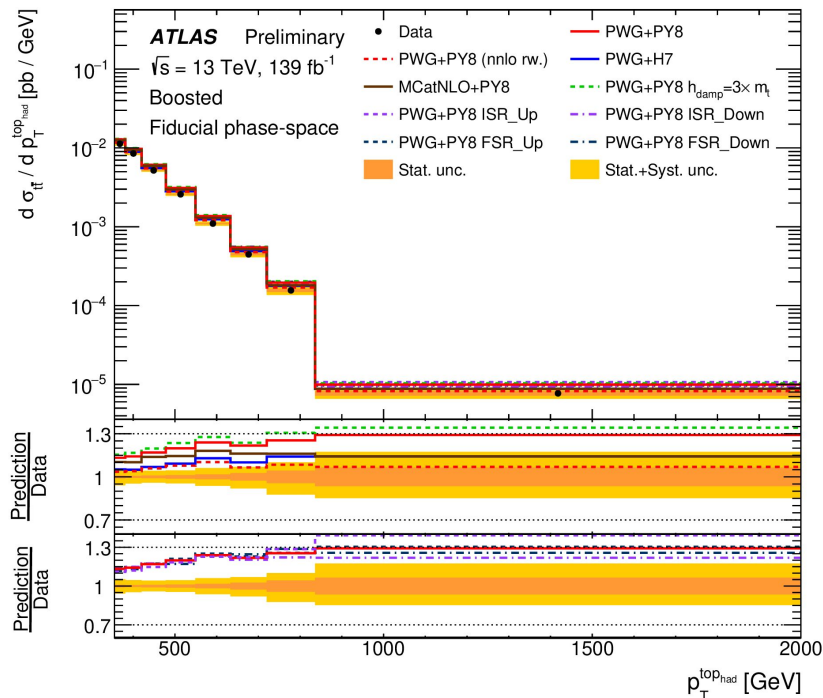 ATLAS Preliminary
√s = 13 TeV, 139 fb⁻¹
Boosted
Fiducial phase-space
Data
PWG+PY8
PWG+PY8 (nnlo rw.)
PWG+H7
MCatNLO+PY8
PWG+PY8 h_damp=3× m_t
PWG+PY8 ISR_Up
PWG+PY8 ISR_Down
PWG+PY8 FSR_Up
PWG+PY8 FSR_Down
Stat. unc.
Stat.+Syst. unc.
d σ_tt̄ / d p_T^top_had [pb / GeV]
10⁻¹
10⁻²
10⁻³
10⁻⁴
10⁻⁵
Prediction
Data
1.3
1
0.7
Prediction
Data
1.3
1
0.7
500 1000 1500 2000
p_T^top_had [GeV]